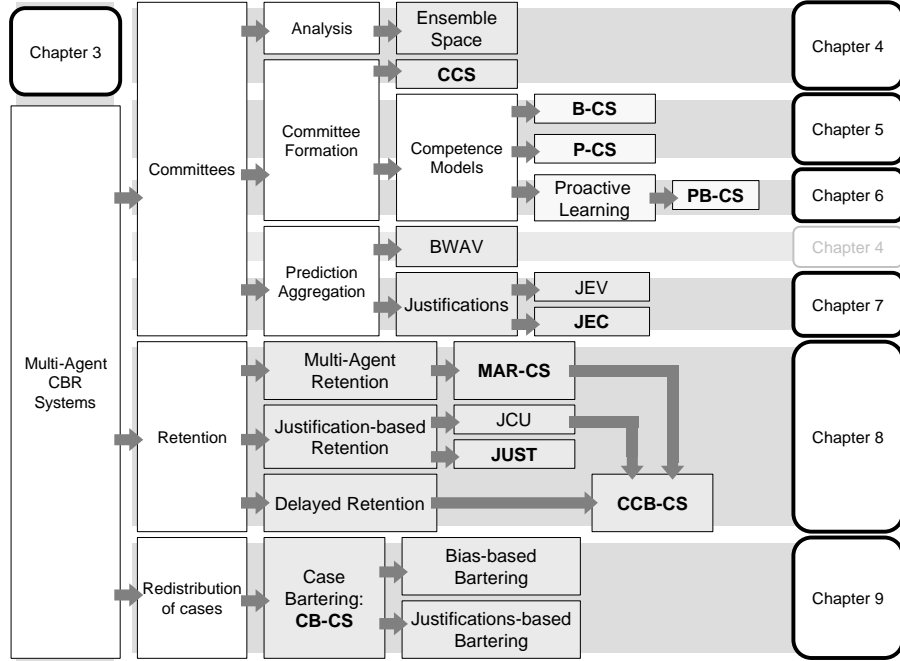 Chapter 3
Multi-Agent
CBR
Systems
Committees
Analysis
Ensemble
Space
Chapter 4
Committee
Formation
CCS
Competence
Models
B-CS
P-CS
Chapter 5
Proactive
Learning
PB-CS
Chapter 6
Prediction
Aggregation
BWAV
Chapter 4
Justifications
JEV
JEC
Chapter 7
Retention
Multi-Agent
Retention
MAR-CS
Justification-based
Retention
JCU
JUST
Delayed Retention
CCB-CS
Chapter 8
Redistribution
of cases
Case
Bartering:
CB-CS
Bias-based
Bartering
Justifications-based
Bartering
Chapter 9